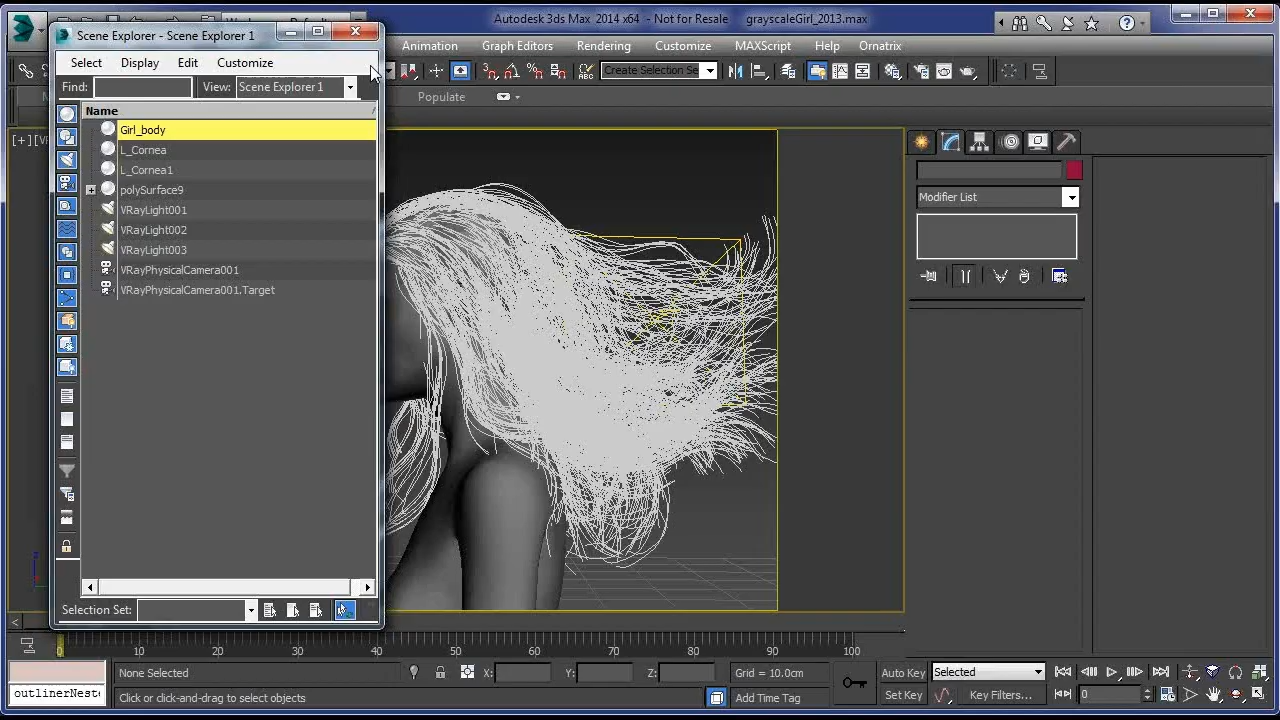 Autodesk 3ds Max 2014 x64 - Not for Resale grayscaleGirl_2013.max
Scene Explorer - Scene Explorer 1
Animation Graph Editors Rendering Customize MAXScript Help Ornatrix
Select Display Edit Customize
Create Selection Se
Find: View: Scene Explorer 1
Populate
Name
Girl_body
L_Cornea
L_Cornea1
polySurface9
VRayLight001
VRayLight002
VRayLight003
VRayPhysicalCamera001
VRayPhysicalCamera001.Target
Modifier List
Selection Set:
0 10 20 30 40 50 60 70 80 90 100
None Selected X: Y: Z: Grid = 10.0cm Auto Key Selected
outlinerNeste Click or click-and-drag to select objects Add Time Tag Set Key Key Filters... 0